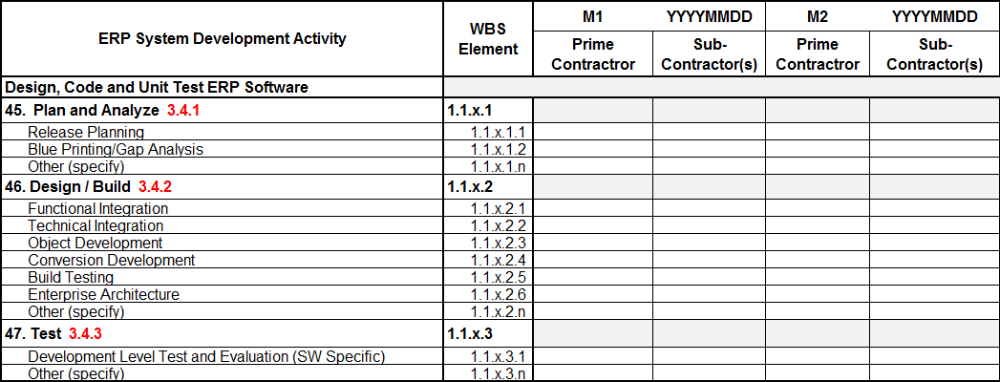 ERP System Development Activity WBS Element M1 YYYYMMDD M2 YYYYMMDD
Prime Contractror Sub-Contractor(s) Prime Contractror Sub-Contractor(s)
Design, Code and Unit Test ERP Software
45. Plan and Analyze 3.4.1 1.1.x.1
Release Planning 1.1.x.1.1
Blue Printing/Gap Analysis 1.1.x.1.2
Other (specify) 1.1.x.1.n
46. Design / Build 3.4.2 1.1.x.2
Functional Integration 1.1.x.2.1
Technical Integration 1.1.x.2.2
Object Development 1.1.x.2.3
Conversion Development 1.1.x.2.4
Build Testing 1.1.x.2.5
Enterprise Architecture 1.1.x.2.6
Other (specify) 1.1.x.2.n
47. Test 3.4.3 1.1.x.3
Development Level Test and Evaluation (SW Specific) 1.1.x.3.1
Other (specify) 1.1.x.3.n